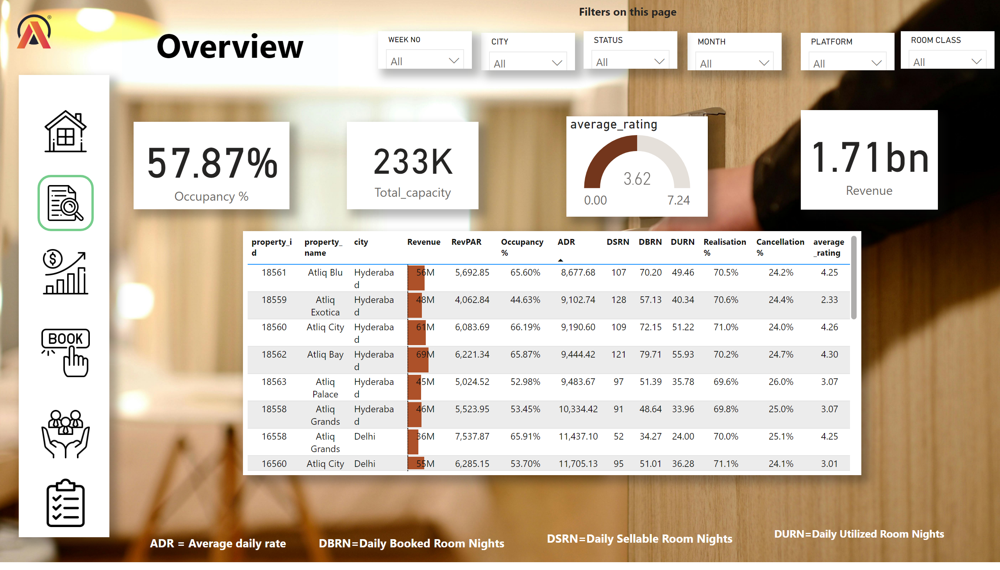 Filters on this page
®
Overview
WEEK NO
All
CITY
All
STATUS
All
MONTH
All
PLATFORM
All
ROOM CLASS
All
57.87%
Occupancy %
233K
Total_capacity
average_rating
3.62
0.00 7.24
1.71bn
Revenue
BOOK
property_i property_ city Revenue RevPAR Occupancy ADR DSRN DBRN DURN Realisation Cancellation average
d name % % % _rating
18561 Atliq Blu Hyderaba 56M 5,692.85 65.60% 8,677.68 107 70.20 49.46 70.5% 24.2% 4.25
d
18559 Atliq Hyderaba 48M 4,062.84 44.63% 9,102.74 128 57.13 40.34 70.6% 24.4% 2.33
Exotica d
18560 Atliq City Hyderaba 61M 6,083.69 66.19% 9,190.60 109 72.15 51.22 71.0% 24.0% 4.26
d
18562 Atliq Bay Hyderaba 69M 6,221.34 65.87% 9,444.42 121 79.71 55.93 70.2% 24.7% 4.30
d
18563 Atliq Hyderaba 45M 5,024.52 52.98% 9,483.67 97 51.39 35.78 69.6% 26.0% 3.07
Palace d
18558 Atliq Hyderaba 46M 5,523.95 53.45% 10,334.42 91 48.64 33.96 69.8% 25.0% 3.07
Grands d
16558 Atliq Delhi 36M 7,537.87 65.91% 11,437.10 52 34.27 24.00 70.0% 25.1% 4.25
Grands
16560 Atliq City Delhi 55M 6,285.15 53.70% 11,705.13 95 51.01 36.28 71.1% 24.1% 3.01
ADR = Average daily rate
DBRN=Daily Booked Room Nights
DSRN=Daily Sellable Room Nights
DURN=Daily Utilized Room Nights